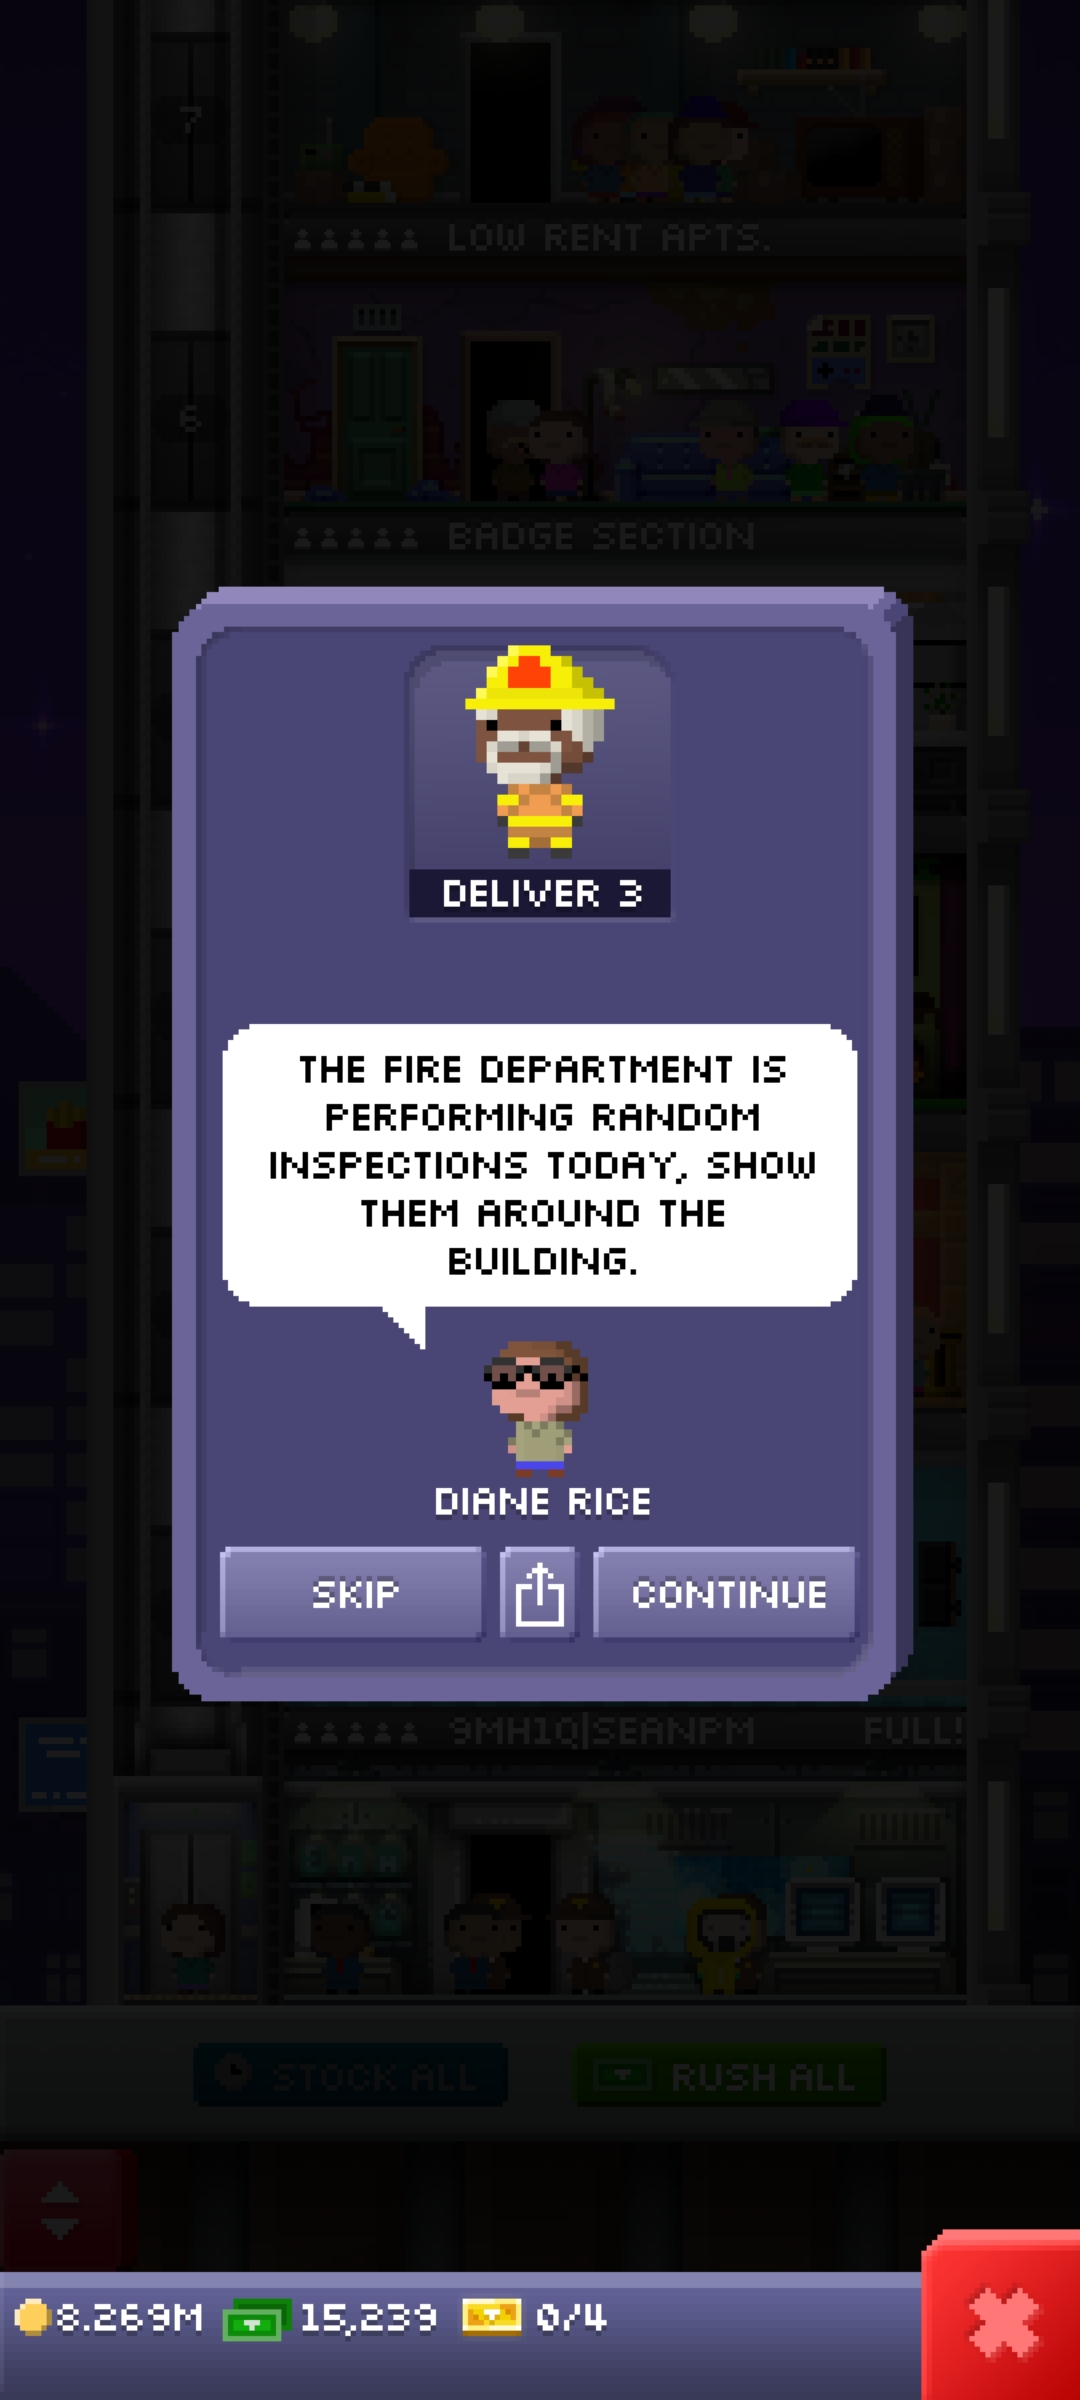 7
LOW RENT APTS.
6
BADGE SECTION
DELIVER 3
THE FIRE DEPARTMENT IS
PERFORMING RANDOM
INSPECTIONS TODAY, SHOW
THEM AROUND THE
BUILDING.
DIANE RICE
SKIP
CONTINUE
9MH1Q|SEANPM FULL!
STOCK ALL
RUSH ALL
8.269M 15,239 0/4